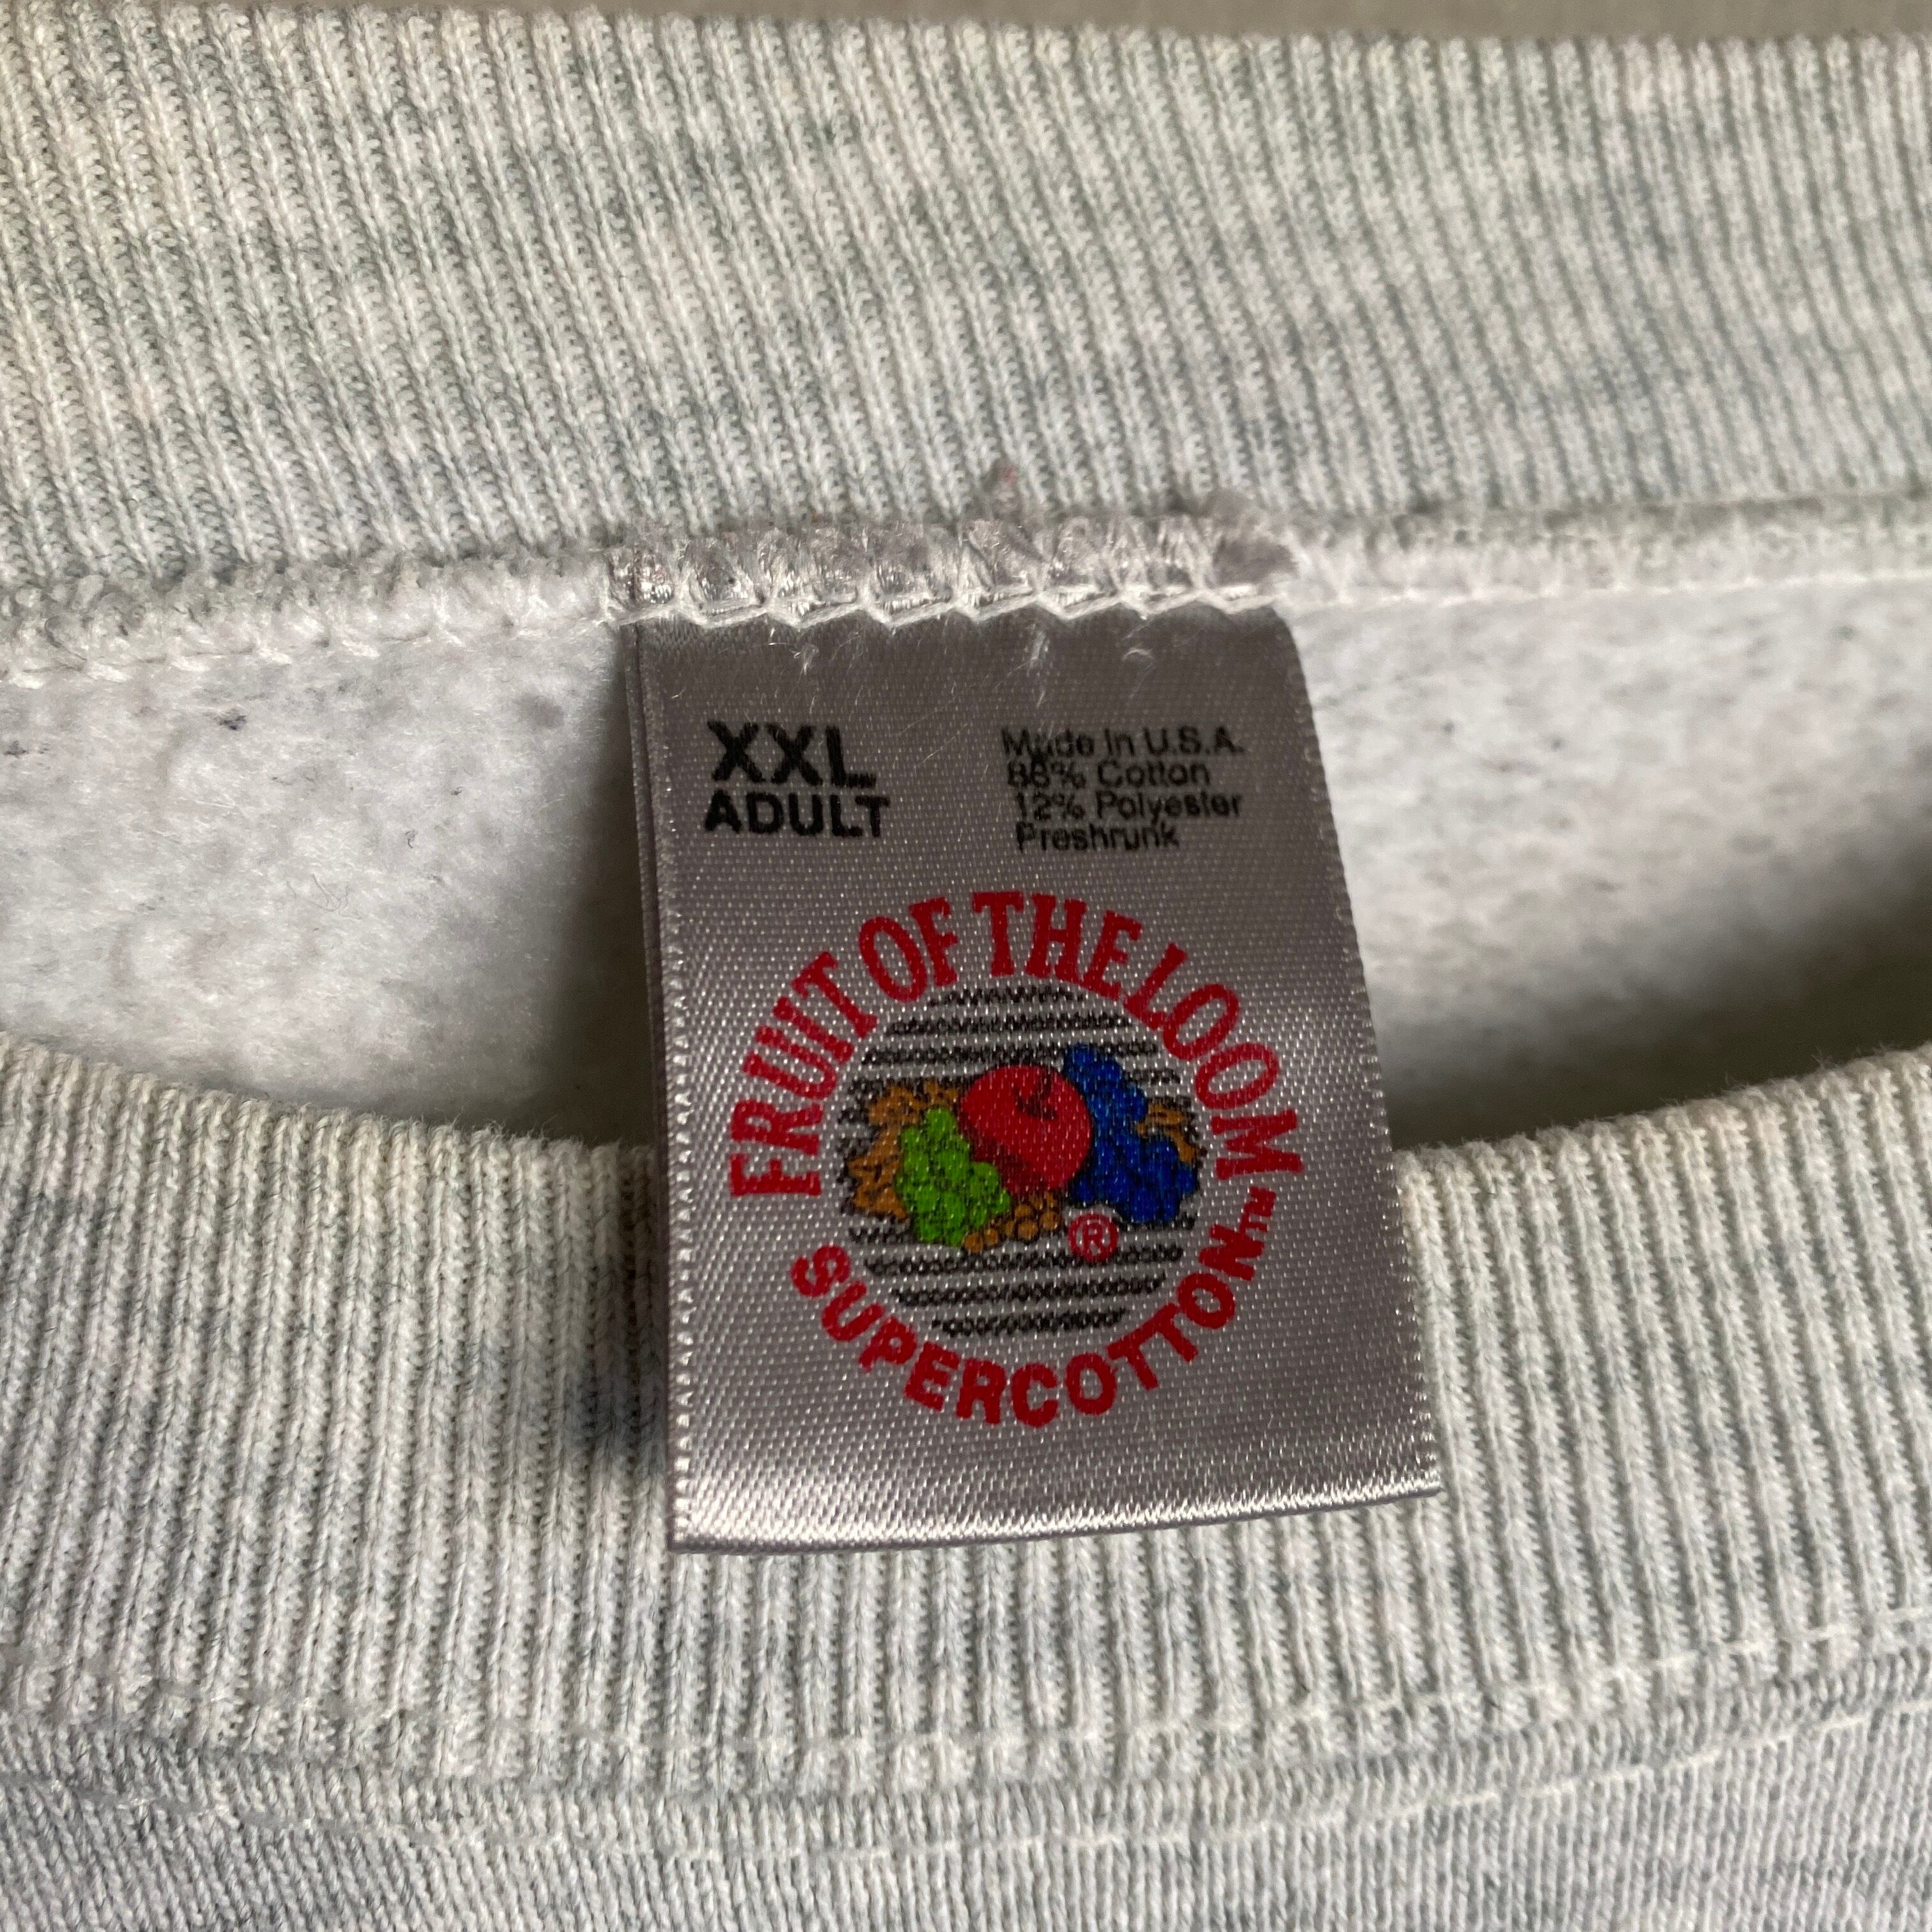 XXL
ADULT
Made In U.S.A.
88% Cotton
12% Polyester
Preshrunk
FRUIT OF THE LOOM
®
SUPERCOTTON™